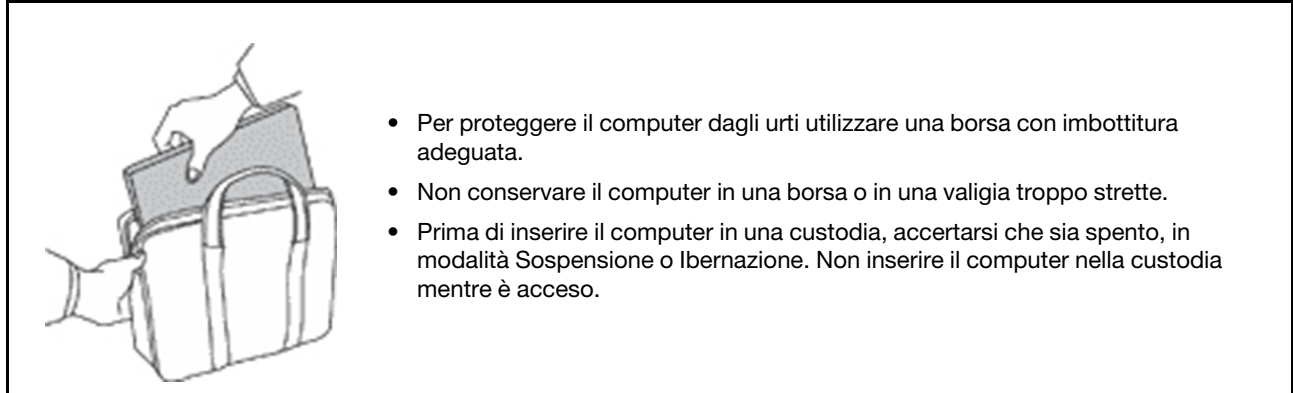 • Per proteggere il computer dagli urti utilizzare una borsa con imbottitura
adeguata.
• Non conservare il computer in una borsa o in una valigia troppo strette.
• Prima di inserire il computer in una custodia, accertarsi che sia spento, in
modalità Sospensione o Ibernazione. Non inserire il computer nella custodia
mentre è acceso.